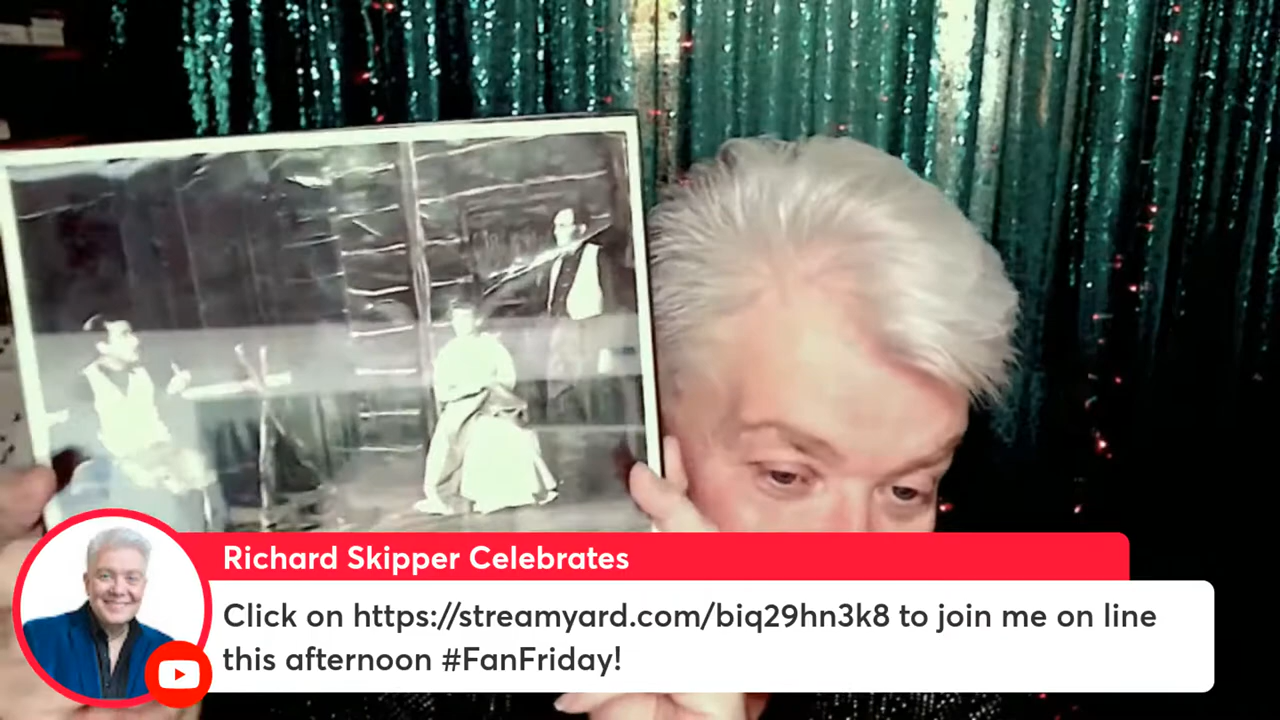 Richard Skipper Celebrates
Click on https://streamyard.com/biq29hn3k8 to join me on line
this afternoon #FanFriday!